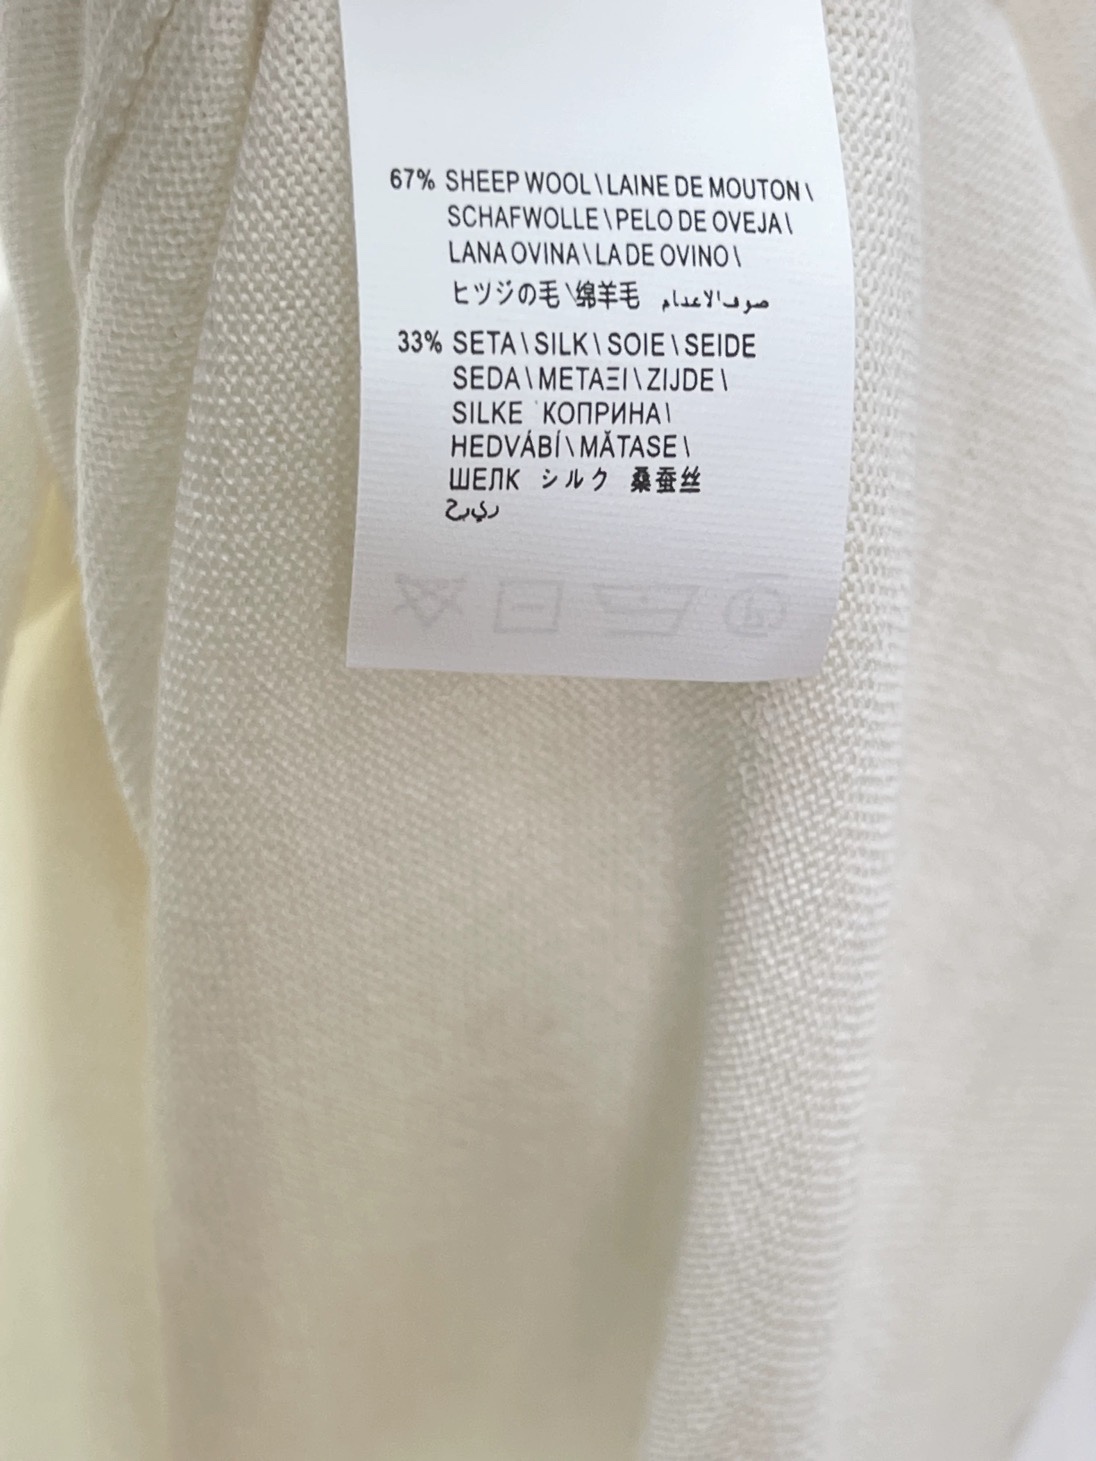 67% SHEEP WOOL\LAINE DE MOUTON\
SCHAFWOLLE\PELO DE OVEJA\
LANA OVINA\LA DE OVINO\
ヒツジの毛\绵羊毛 صوف الاعدام
33% SETA\SILK\SOIE\SEIDE
SEDA\ΜΕΤΑΞΙ\ZIJDE\
SILKE КОПРИНА\
HEDVÁBÍ\MĂTASE\
ШЕЛК シルク 桑蚕丝
حرير